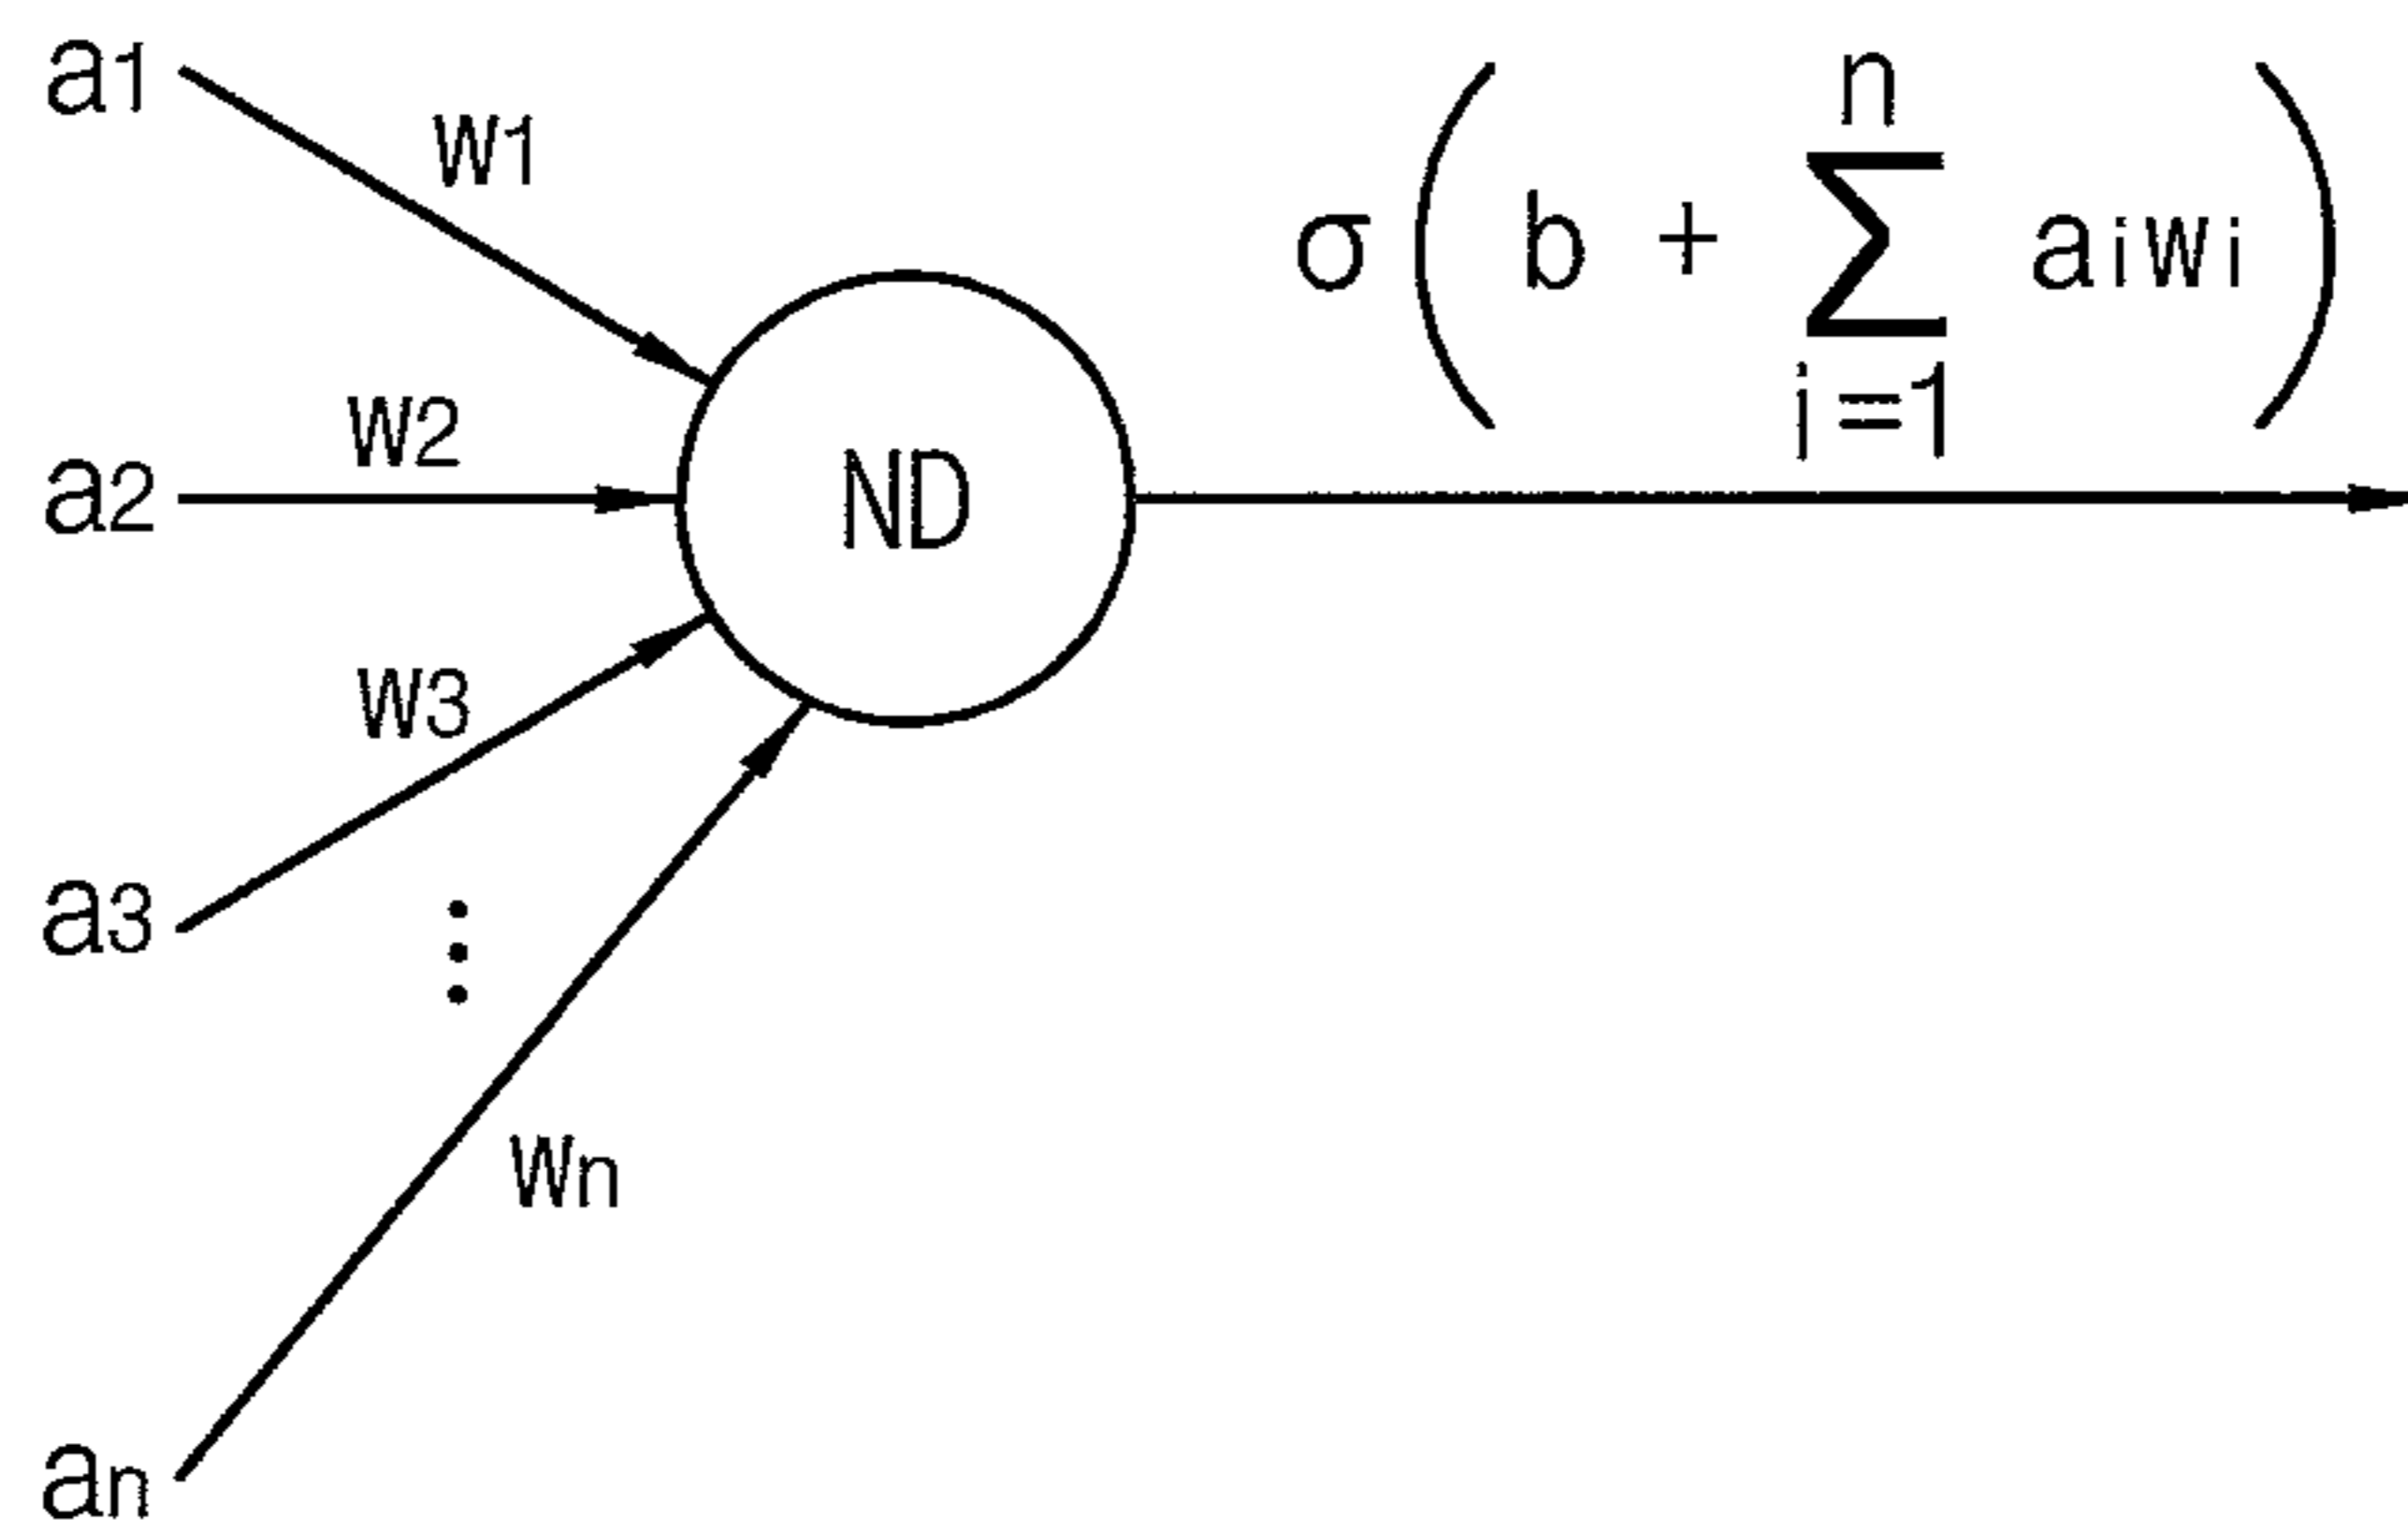 a1
W1
σ( b + n∑i=1 aiwi )
W2
a2
ND
W3
a3
Wn
an